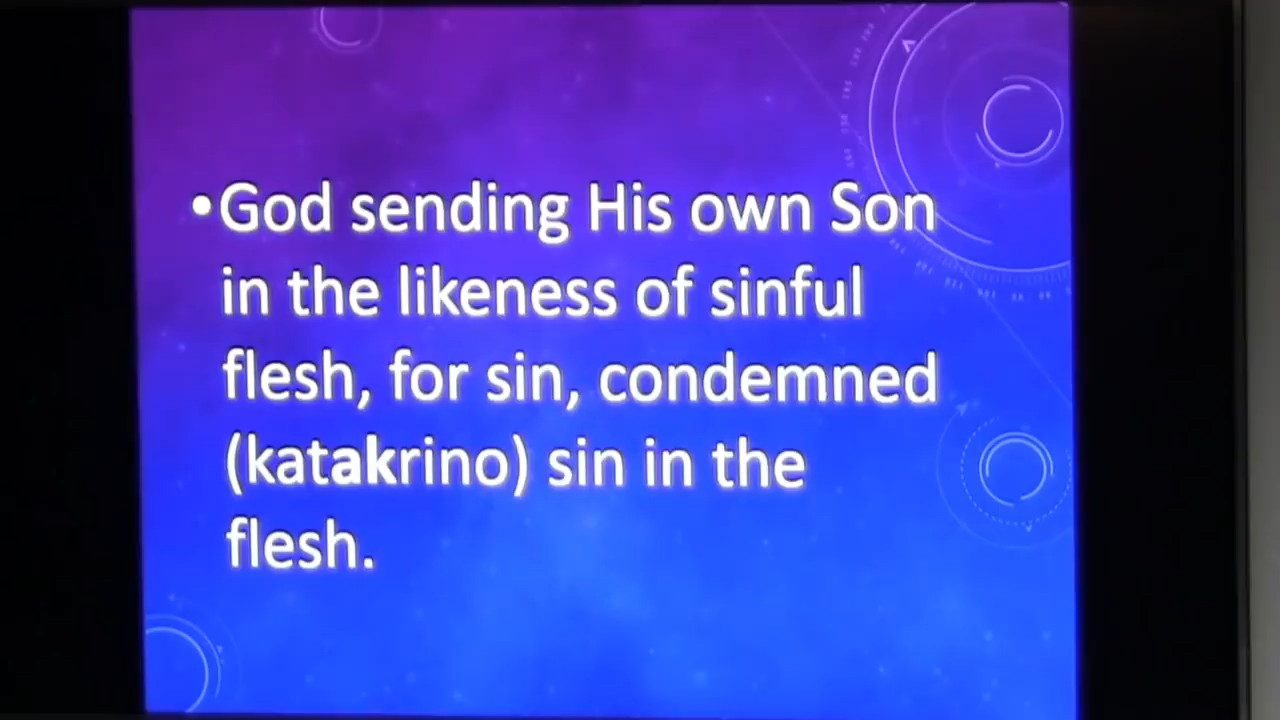 •God sending His own Son
in the likeness of sinful
flesh, for sin, condemned
(katakrino) sin in the
flesh.